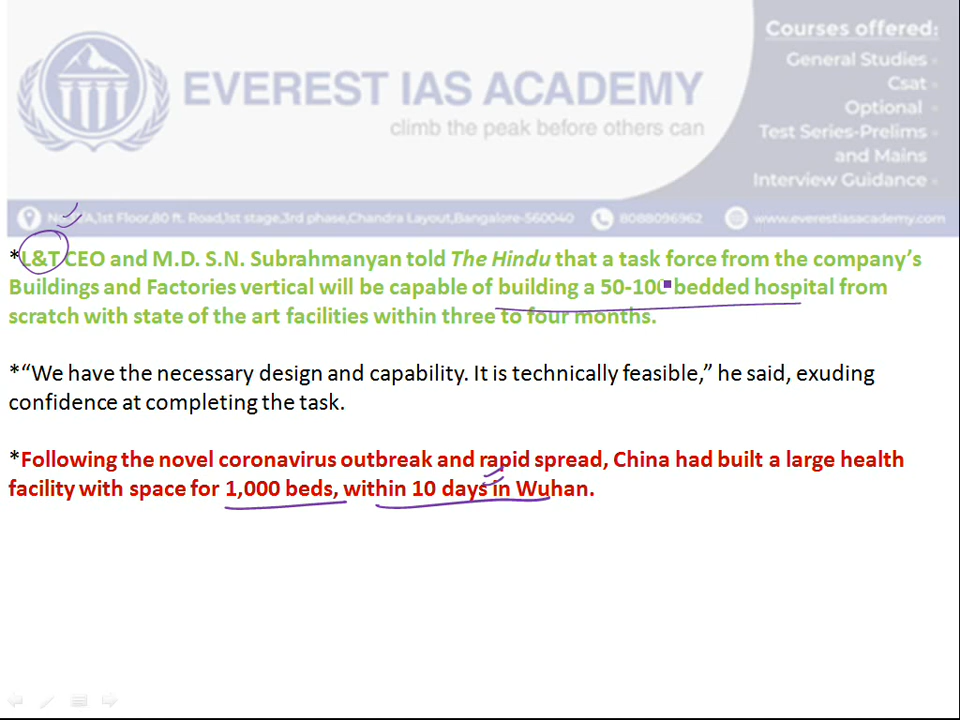 Courses offered:
General Studies
Csat
EVEREST IAS ACADEMY
Optional
climb the peak before others can
Test Series-Prelims
and Mains
Interview Guidance
1st Floor,80 ft. Road,1st stage,3rd phase,Chandra Layout,Bangalore-560040
8088096962
www.everestiasacademy.com
*L&T CEO and M.D. S.N. Subrahmanyan told The Hindu that a task force from the company's
Buildings and Factories vertical will be capable of building a 50-100 bedded hospital from
scratch with state of the art facilities within three to four months.
*“We have the necessary design and capability. It is technically feasible,” he said, exuding
confidence at completing the task.
*Following the novel coronavirus outbreak and rapid spread, China had built a large health
facility with space for 1,000 beds, within 10 days in Wuhan.